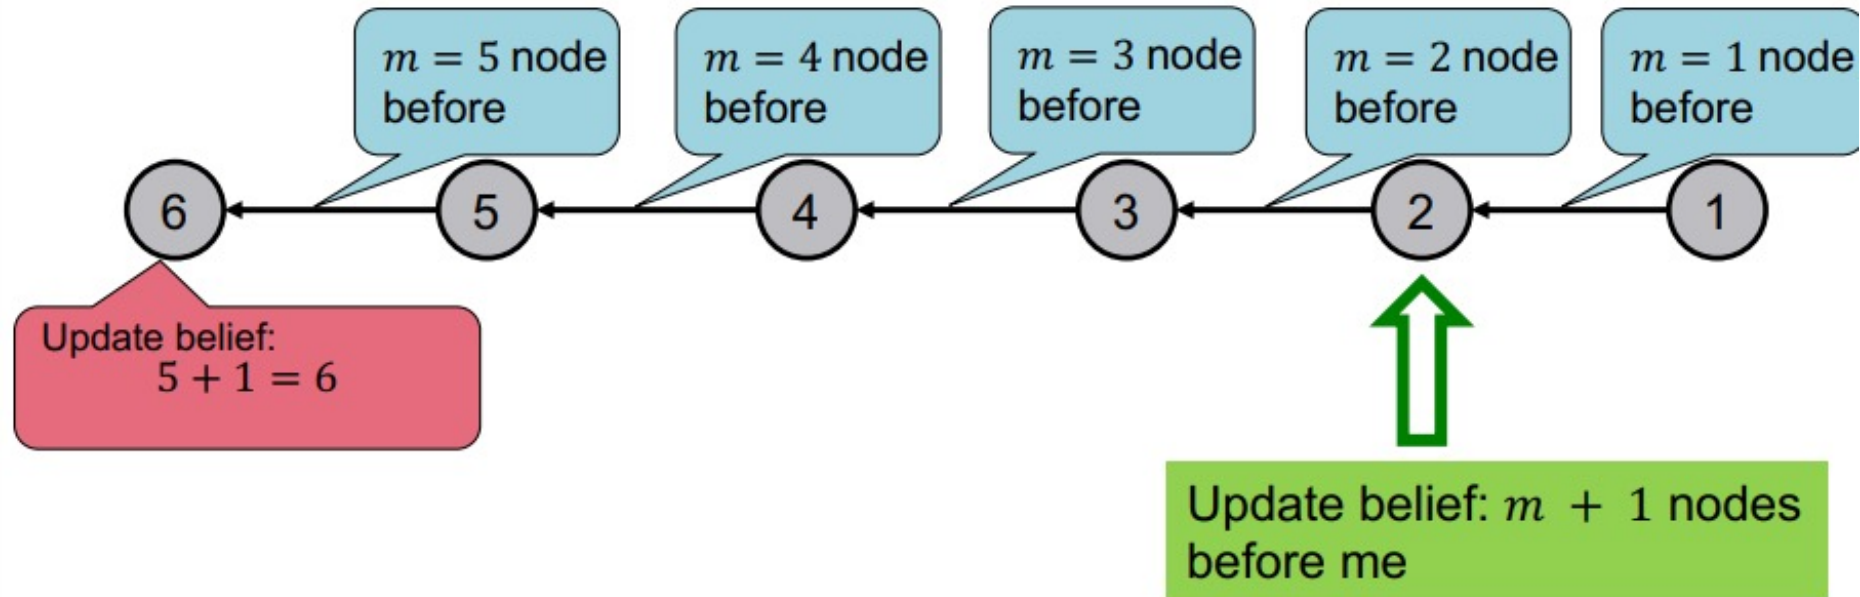 m = 5 node
before
m = 4 node
before
m = 3 node
before
m = 2 node
before
m = 1 node
before
6
5
4
3
2
1
Update belief:
5 + 1 = 6
Update belief: m + 1 nodes
before me